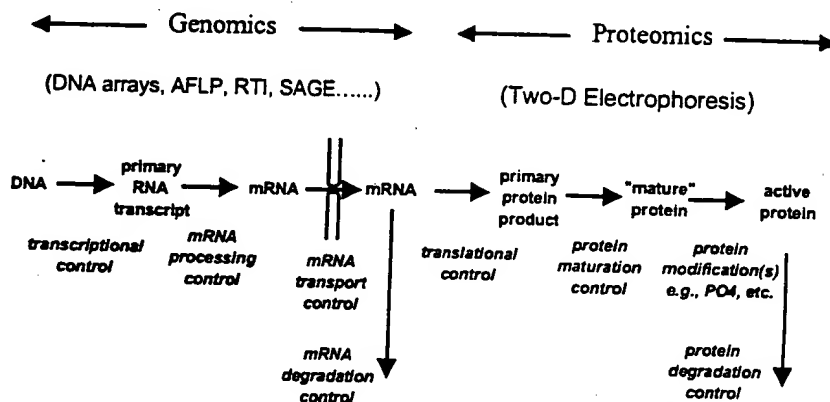 Genomics
Proteomics
(DNA arrays, AFLP, RTI, SAGE......)
(Two-D Electrophoresis)
DNA
primary
RNA
transcript
mRNA
mRNA
primary
protein
product
"mature"
protein
active
protein
transcriptional
control
mRNA
processing
control
mRNA
transport
control
translational
control
protein
maturation
control
protein
modification(s)
e.g., PO4, etc.
mRNA
degradation
control
protein
degradation
control